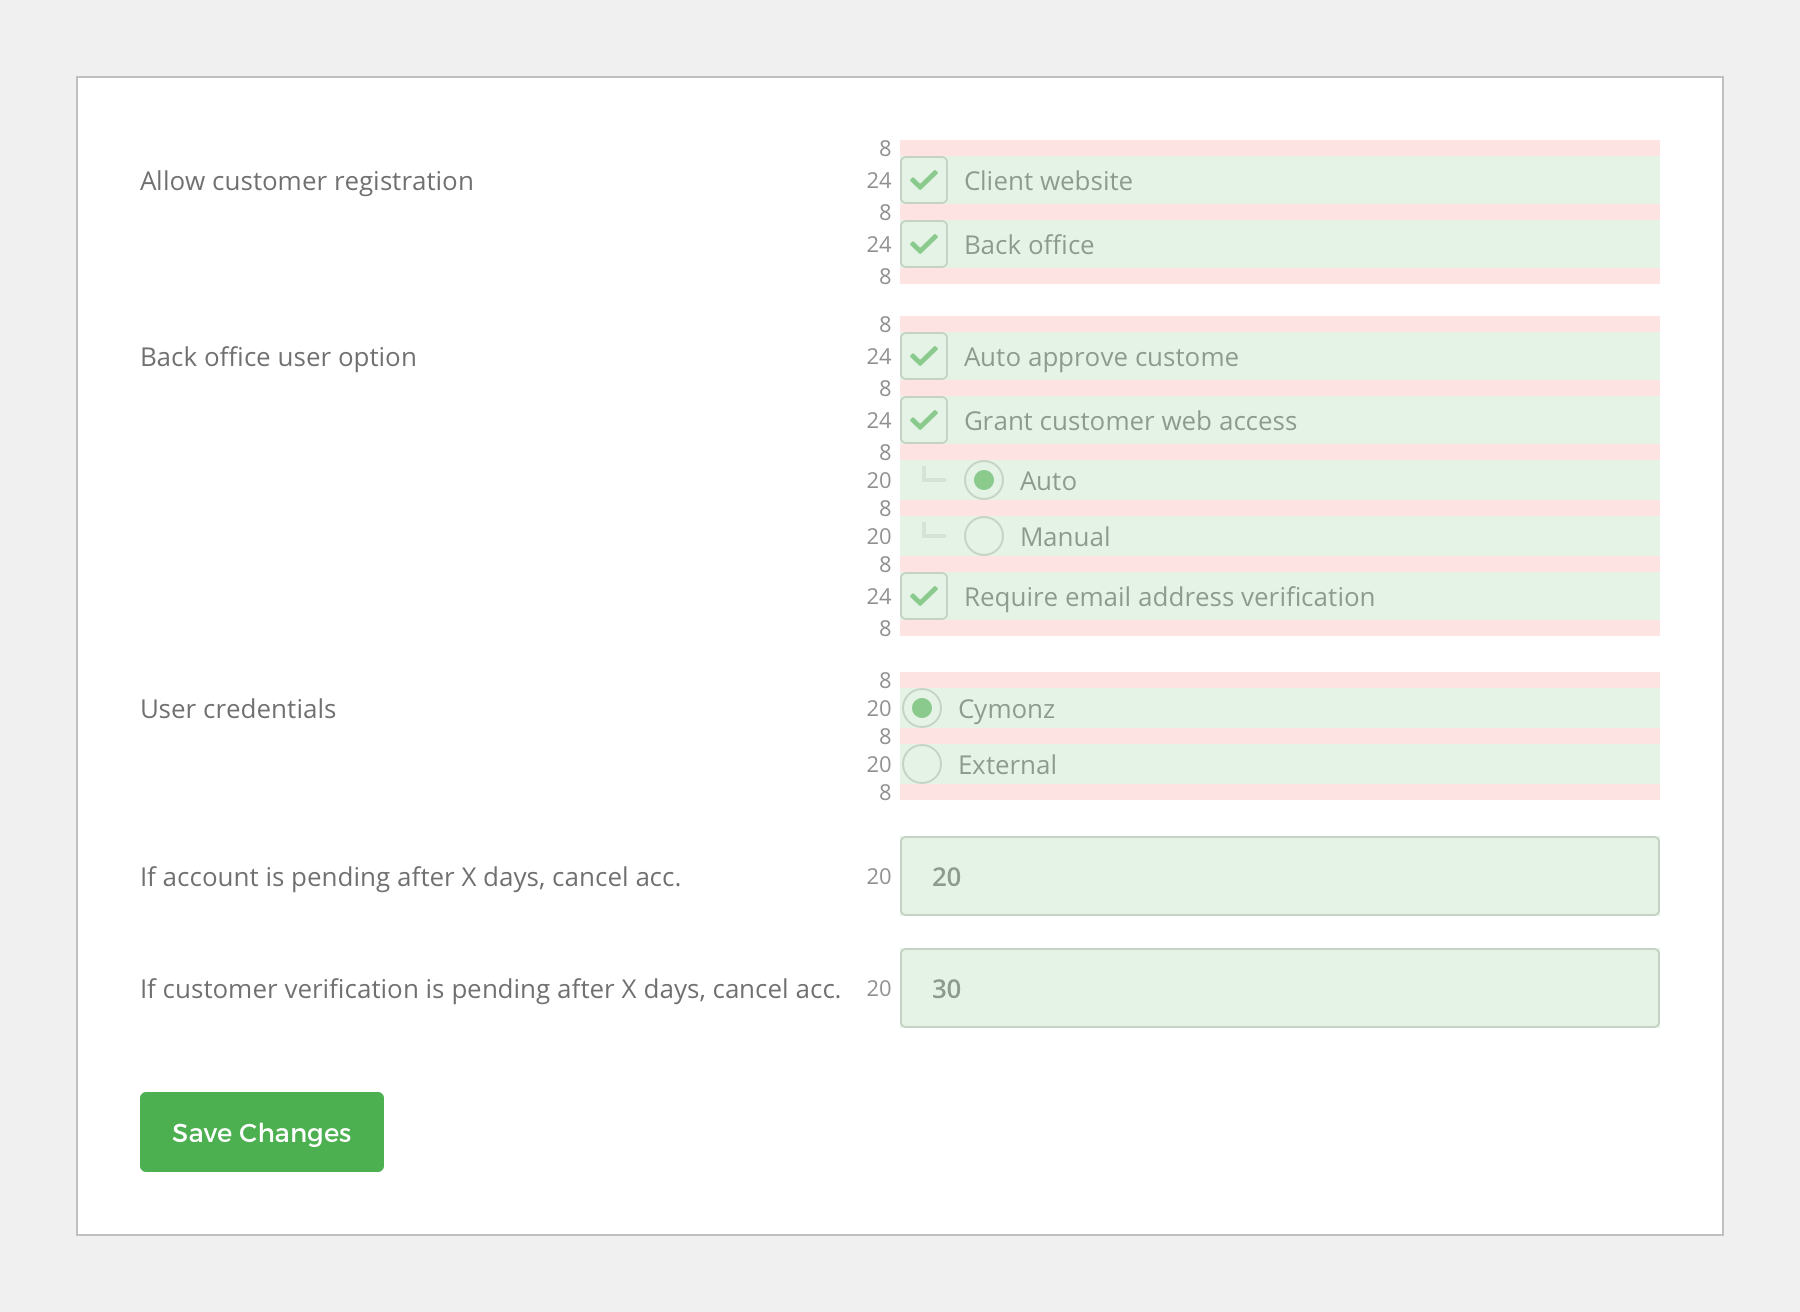 8
Allow customer registration 24 Client website
8
24 Back office
8
8
Back office user option 24 Auto approve custome
8
24 Grant customer web access
8
20 Auto
8
20 Manual
8
24 Require email address verification
8
8
User credentials 20 Cymonz
8
20 External
8
If account is pending after X days, cancel acc. 20 20
If customer verification is pending after X days, cancel acc. 20 30
Save Changes